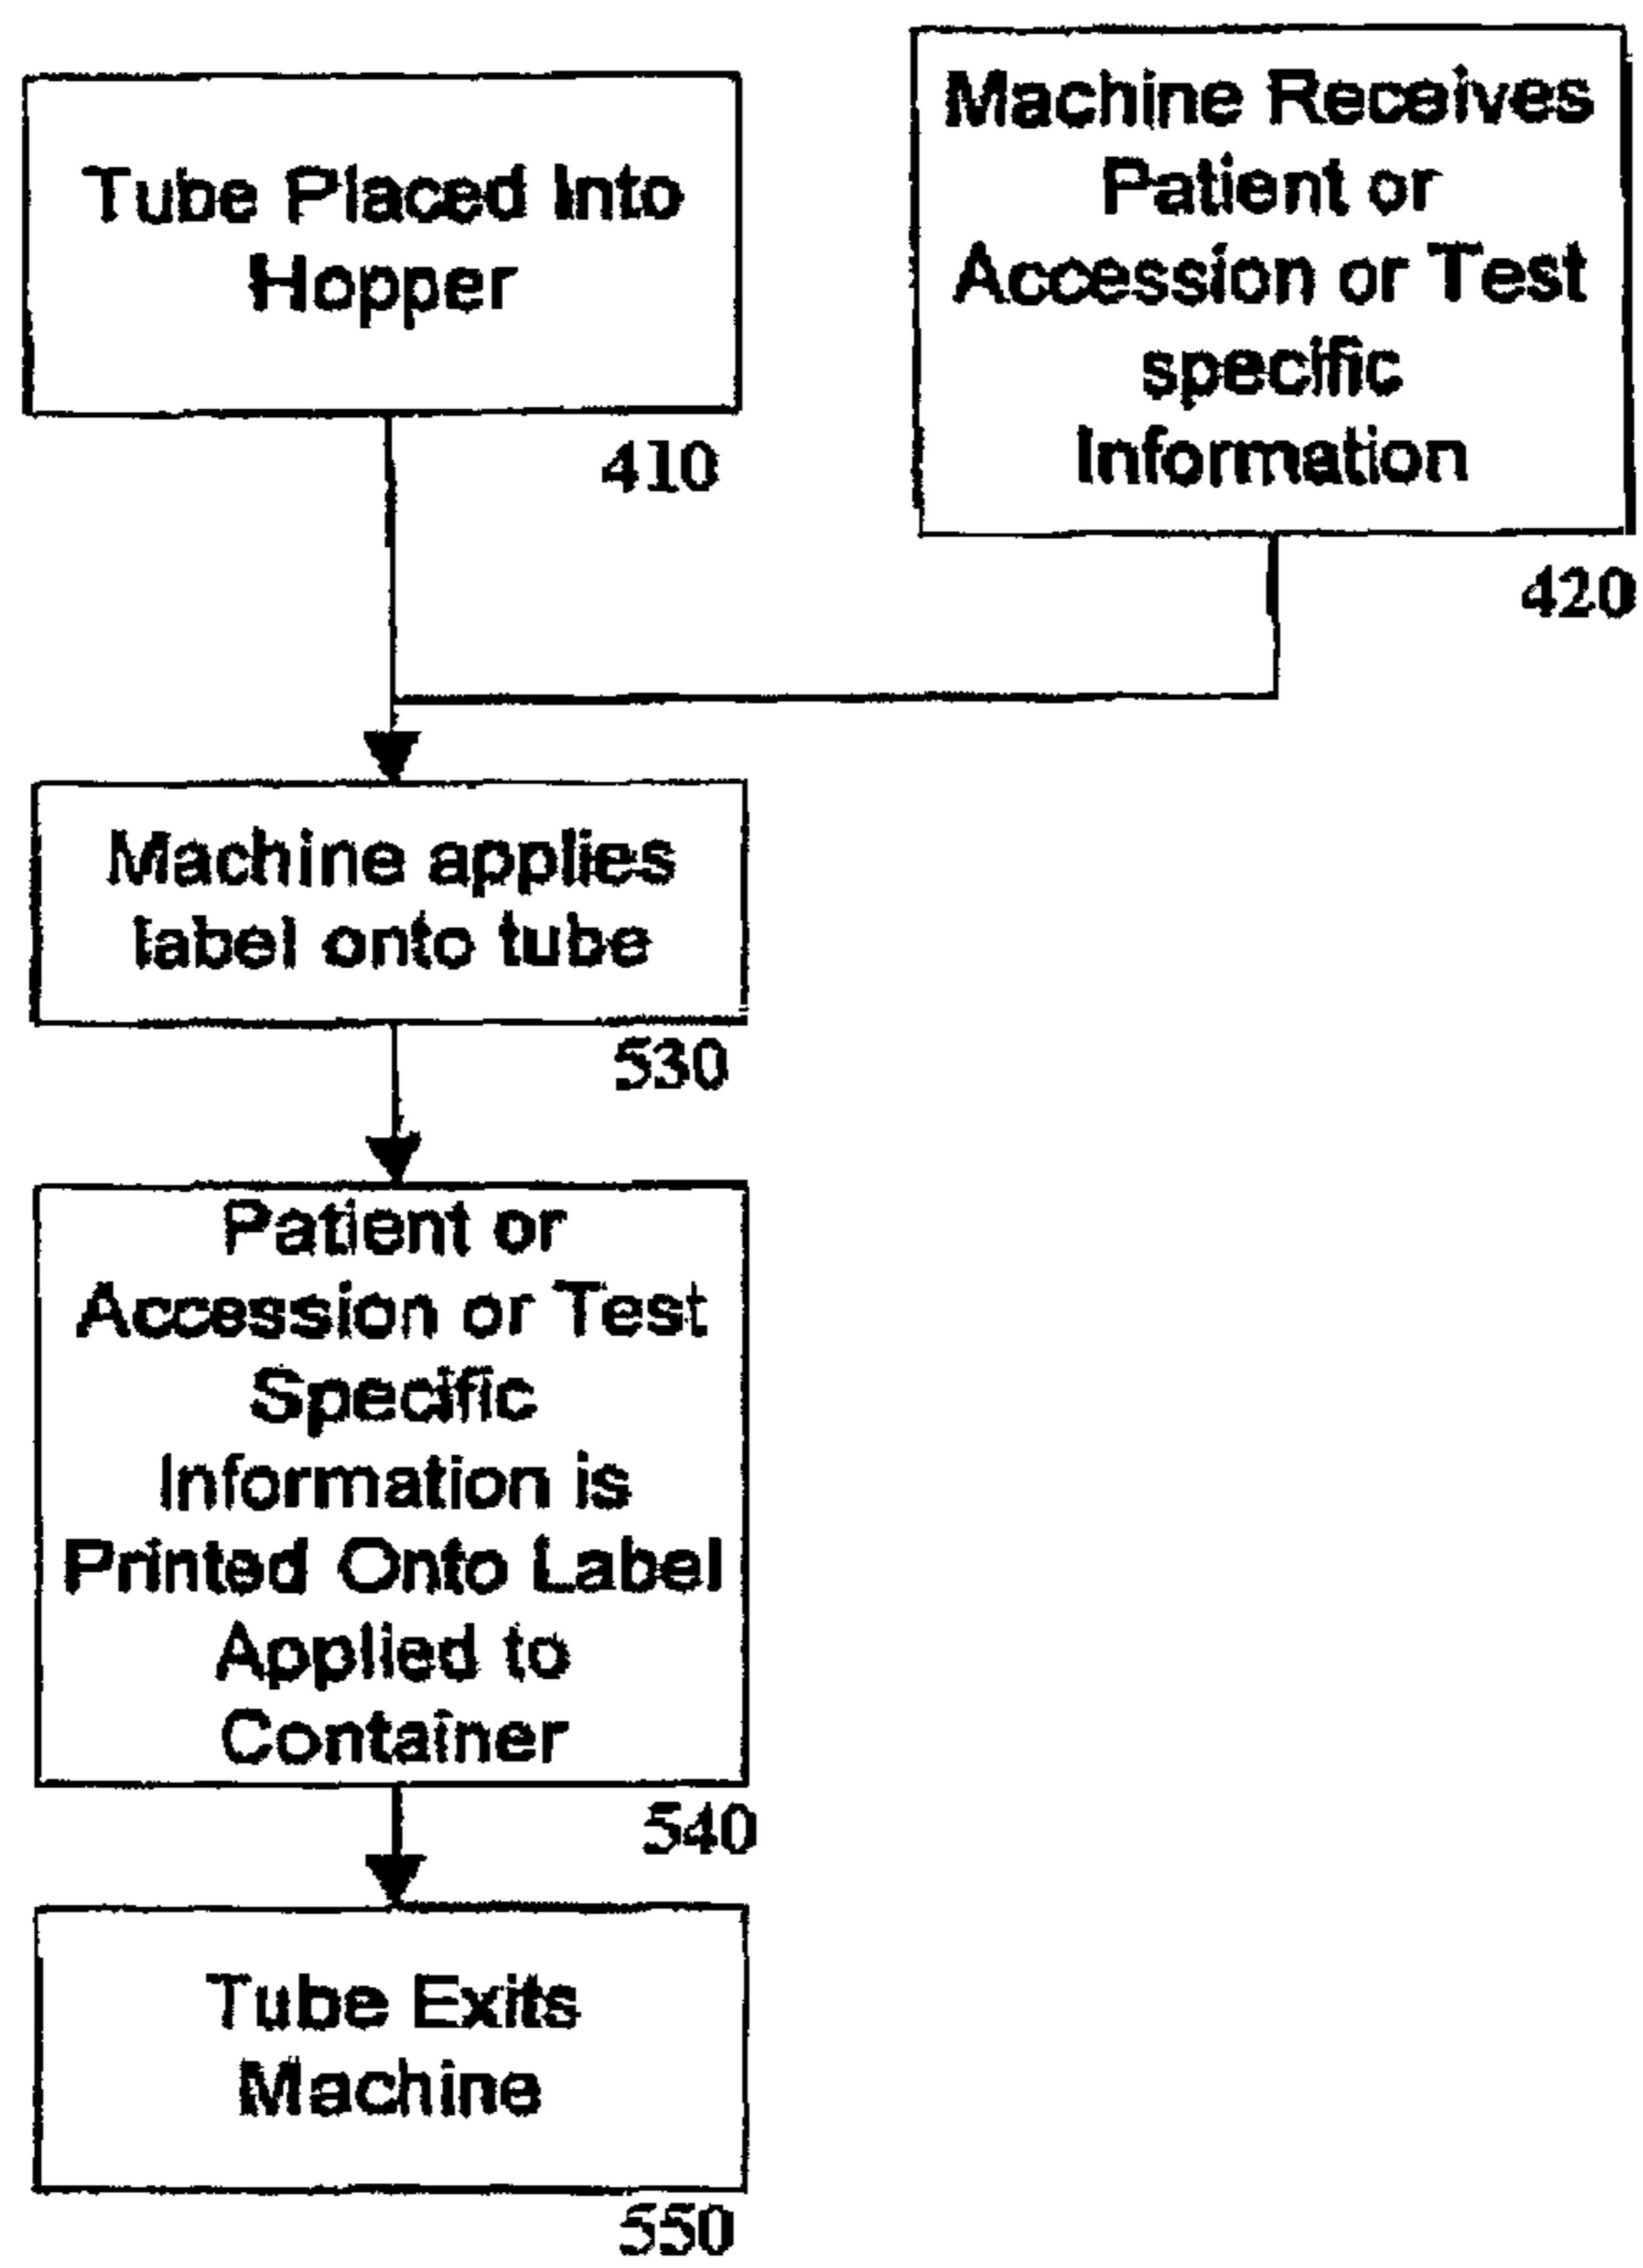 Tube Placed Into
Hopper
410
Machine Receives
Patient or
Accession or Test
specific
Information
420
Machine applies
label onto tube
530
Patient or
Accession or Test
Specific
Information is
Printed Onto Label
Applied to
Container
540
Tube Exits
Machine
550